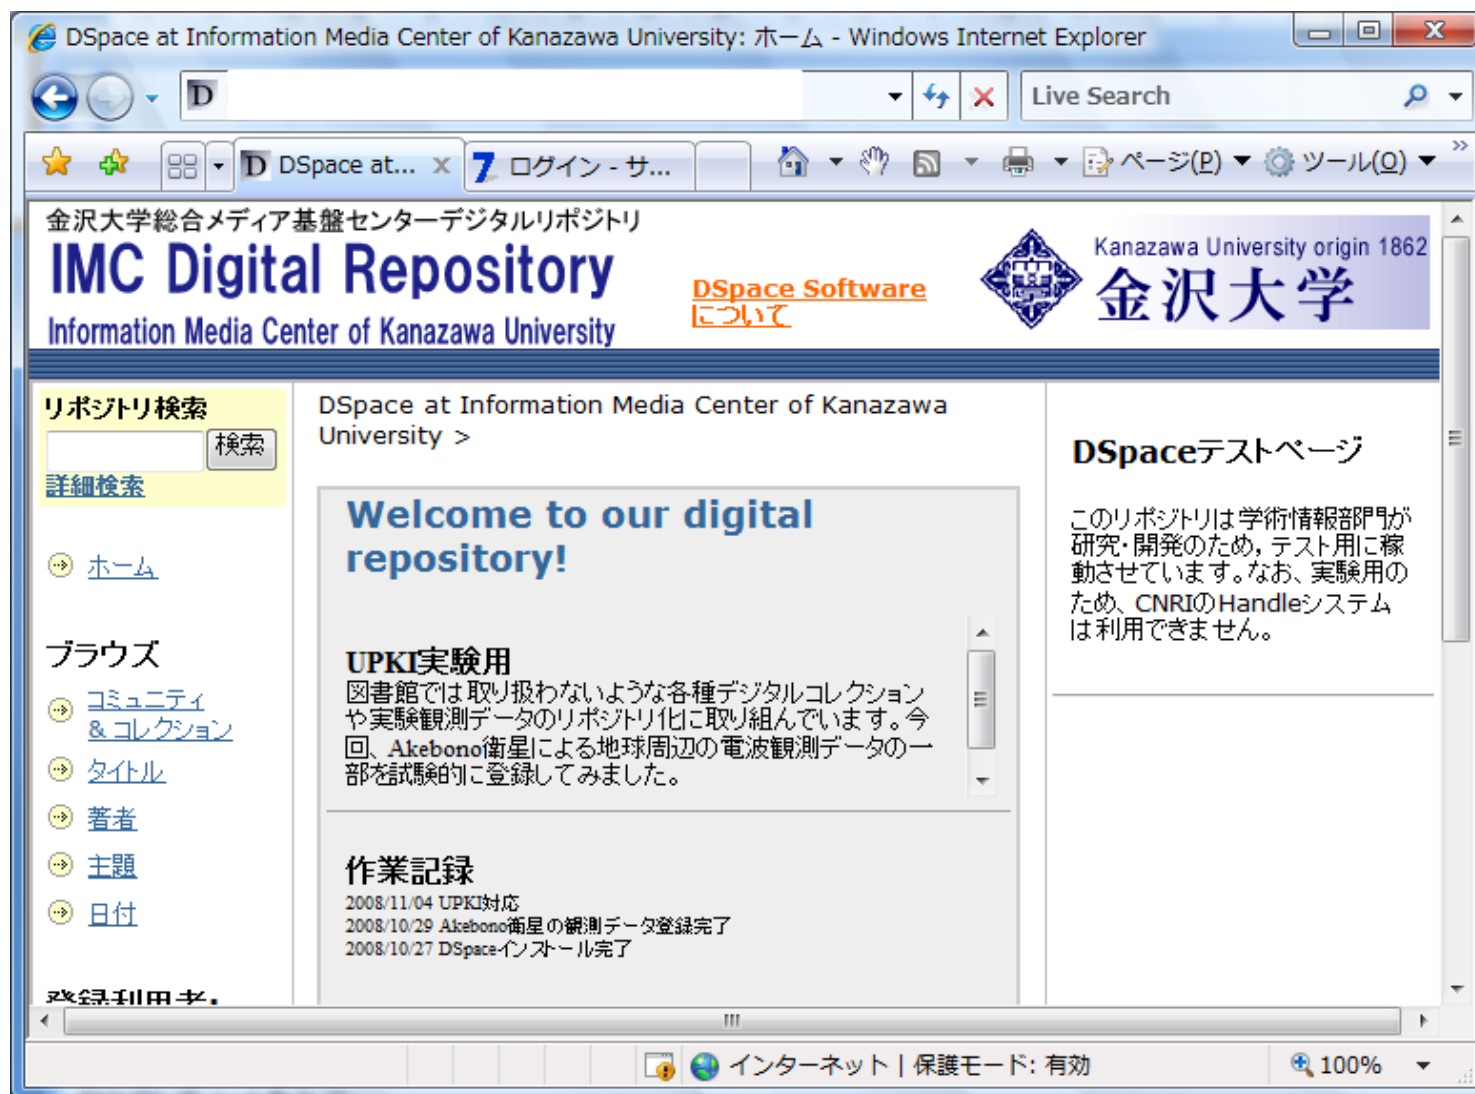 DSpace at Information Media Center of Kanazawa University: ホーム - Windows Internet Explorer
D
Live Search
D DSpace at... x
7 ログイン - サ...
ページ(P)
ツール(O)
金沢大学総合メディア基盤センターデジタルリポジトリ
IMC Digital Repository
Information Media Center of Kanazawa University
DSpace Software
について
Kanazawa University origin 1862
金沢大学
リポジトリ検索
検索
詳細検索
ホーム
ブラウズ
コミュニティ
& コレクション
タイトル
著者
主題
日付
登録利用者:
DSpace at Information Media Center of Kanazawa
University >
Welcome to our digital
repository!
UPKI実験用
図書館では取り扱わないような各種デジタルコレクション
や実験観測データのリポジトリ化に取り組んでいます。今
回、Akebono衛星による地球周辺の電波観測データの一
部を試験的に登録してみました。
作業記録
2008/11/04 UPKI対応
2008/10/29 Akebono衛星の観測データ登録完了
2008/10/27 DSpaceインストール完了
DSpaceテストページ
このリポジトリは学術情報部門が
研究・開発のため，テスト用に稼
動させています。なお、実験用の
ため、CNRIのHandleシステム
は利用できません。
インターネット | 保護モード: 有効
100%